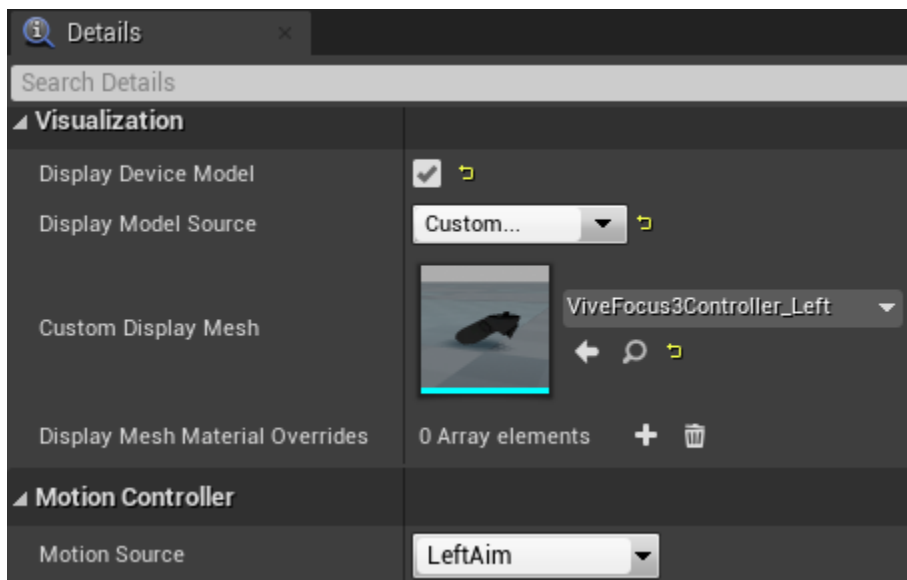 Details
Search Details
Visualization
Display Device Model
Display Model Source Custom...
Custom Display Mesh ViveFocus3Controller_Left
Display Mesh Material Overrides 0 Array elements
Motion Controller
Motion Source LeftAim